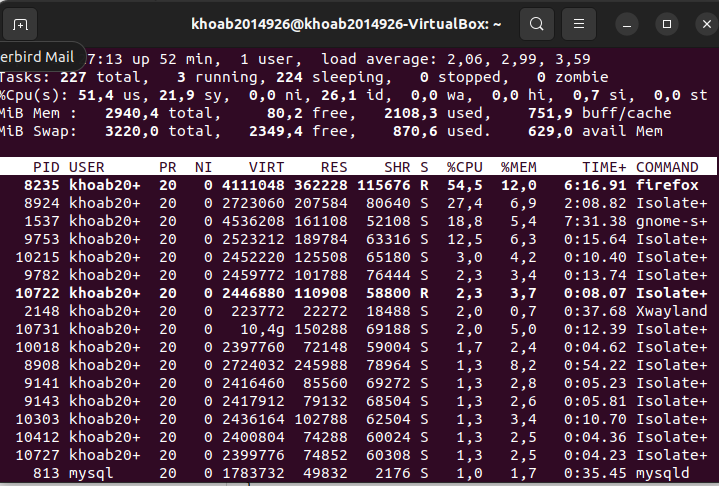 khoab2014926@khoab2014926-VirtualBox: ~
erbird Mail
7:13 up 52 min,  1 user,  load average: 2,06, 2,99, 3,59
Tasks: 227 total,   3 running, 224 sleeping,   0 stopped,   0 zombie
%Cpu(s): 51,4 us, 21,9 sy,  0,0 ni, 26,1 id,  0,0 wa,  0,0 hi,  0,7 si,  0,0 st
MiB Mem :   2940,4 total,     80,2 free,   2108,3 used,    751,9 buff/cache
MiB Swap:   3220,0 total,   2349,4 free,    870,6 used.    629,0 avail Mem
PID USER      PR  NI    VIRT    RES    SHR S  %CPU  %MEM     TIME+ COMMAND
8235 khoab20+  20   0 4111048 362228 115676 R  54,5  12,0   6:16.91 firefox
8924 khoab20+  20   0 2723060 207584  80640 S  27,4   6,9   2:08.82 Isolate+
1537 khoab20+  20   0 4536208 161108  52108 S  18,8   5,4   7:31.38 gnome-s+
9753 khoab20+  20   0 2523212 189784  63316 S  12,5   6,3   0:15.64 Isolate+
10215 khoab20+  20   0 2452220 125508  65180 S   3,0   4,2   0:10.40 Isolate+
9782 khoab20+  20   0 2459772 101788  76444 S   2,3   3,4   0:13.74 Isolate+
10722 khoab20+  20   0 2446880 110908  58800 R   2,3   3,7   0:08.07 Isolate+
2148 khoab20+  20   0  223772  22272  18488 S   2,0   0,7   0:37.68 Xwayland
10731 khoab20+  20   0   10,4g 150288  69188 S   2,0   5,0   0:12.39 Isolate+
10018 khoab20+  20   0 2397760  72148  59004 S   1,7   2,4   0:04.62 Isolate+
8908 khoab20+  20   0 2724032 245988  78964 S   1,3   8,2   0:54.22 Isolate+
9141 khoab20+  20   0 2416460  85560  69272 S   1,3   2,8   0:05.23 Isolate+
9143 khoab20+  20   0 2417912  79132  68504 S   1,3   2,6   0:05.81 Isolate+
10303 khoab20+  20   0 2436164 102788  62504 S   1,3   3,4   0:10.70 Isolate+
10412 khoab20+  20   0 2400804  74288  60024 S   1,3   2,5   0:04.36 Isolate+
10727 khoab20+  20   0 2399776  74852  60308 S   1,3   2,5   0:04.23 Isolate+
813 mysql     20   0 1783732  49832   2176 S   1,0   1,7   0:35.45 mysqld